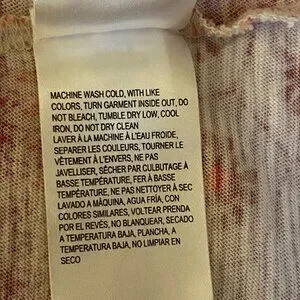 MACHINE WASH COLD, WITH LIKE
COLORS, TURN GARMENT INSIDE OUT, DO
NOT BLEACH, TUMBLE DRY LOW, COOL
IRON, DO NOT DRY CLEAN
LAVER À LA MACHINE À L'EAU FROIDE,
SEPARER LES COULEURS, TOURNER LE
VÊTEMENT À L'ENVERS, NE PAS
JAVELLISER, SÉCHER PAR CULBUTAGE À
BASSE TEMPÉRATURE, FER À BASSE
TEMPÉRATURE, NE PAS NETTOYER À SEC
LAVADO A MÁQUINA, AGUA FRÍA, CON
COLORES SIMILARES, VOLTEAR PRENDA
POR EL REVÉS, NO BLANQUEAR, SECADO
A TEMPERATURA BAJA, PLANCHA, A
TEMPERATURA BAJA, NO LIMPIAR EN
SECO